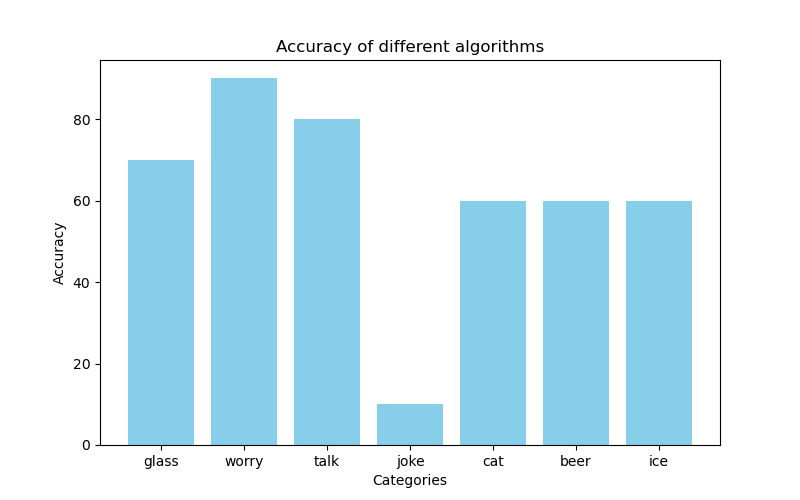 Accuracy of different algorithms
Accuracy
80
60
40
20
0
glass worry talk joke cat beer ice
Categories